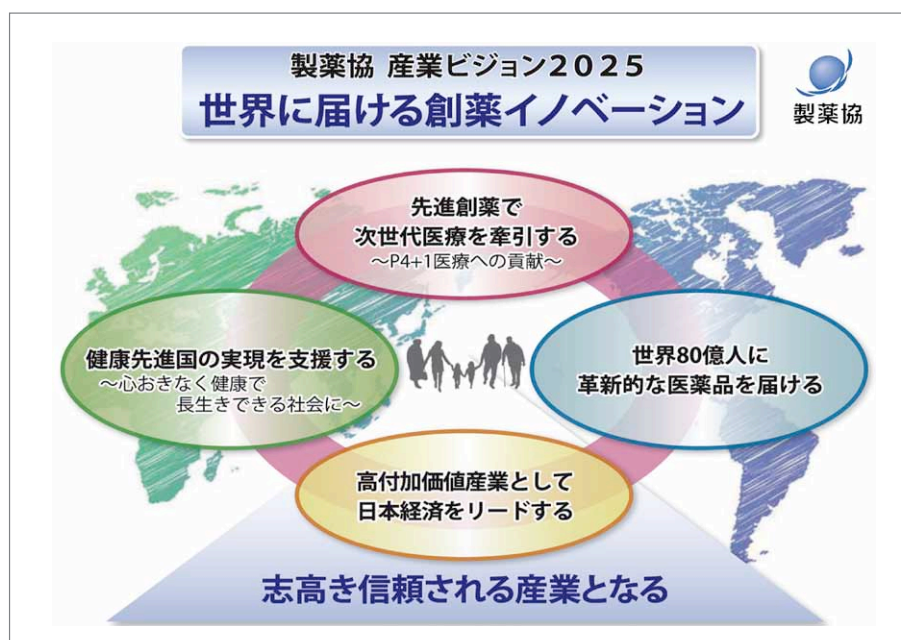 製薬協 産業ビジョン2025
世界に届ける創薬イノベーション
製薬協
先進創薬で
次世代医療を牽引する
～P4+1医療への貢献～
健康先進国の実現を支援する
～心おきなく健康で
長生きできる社会に～
世界80億人に
革新的な医薬品を届ける
高付加価値産業として
日本経済をリードする
志高き信頼される産業となる